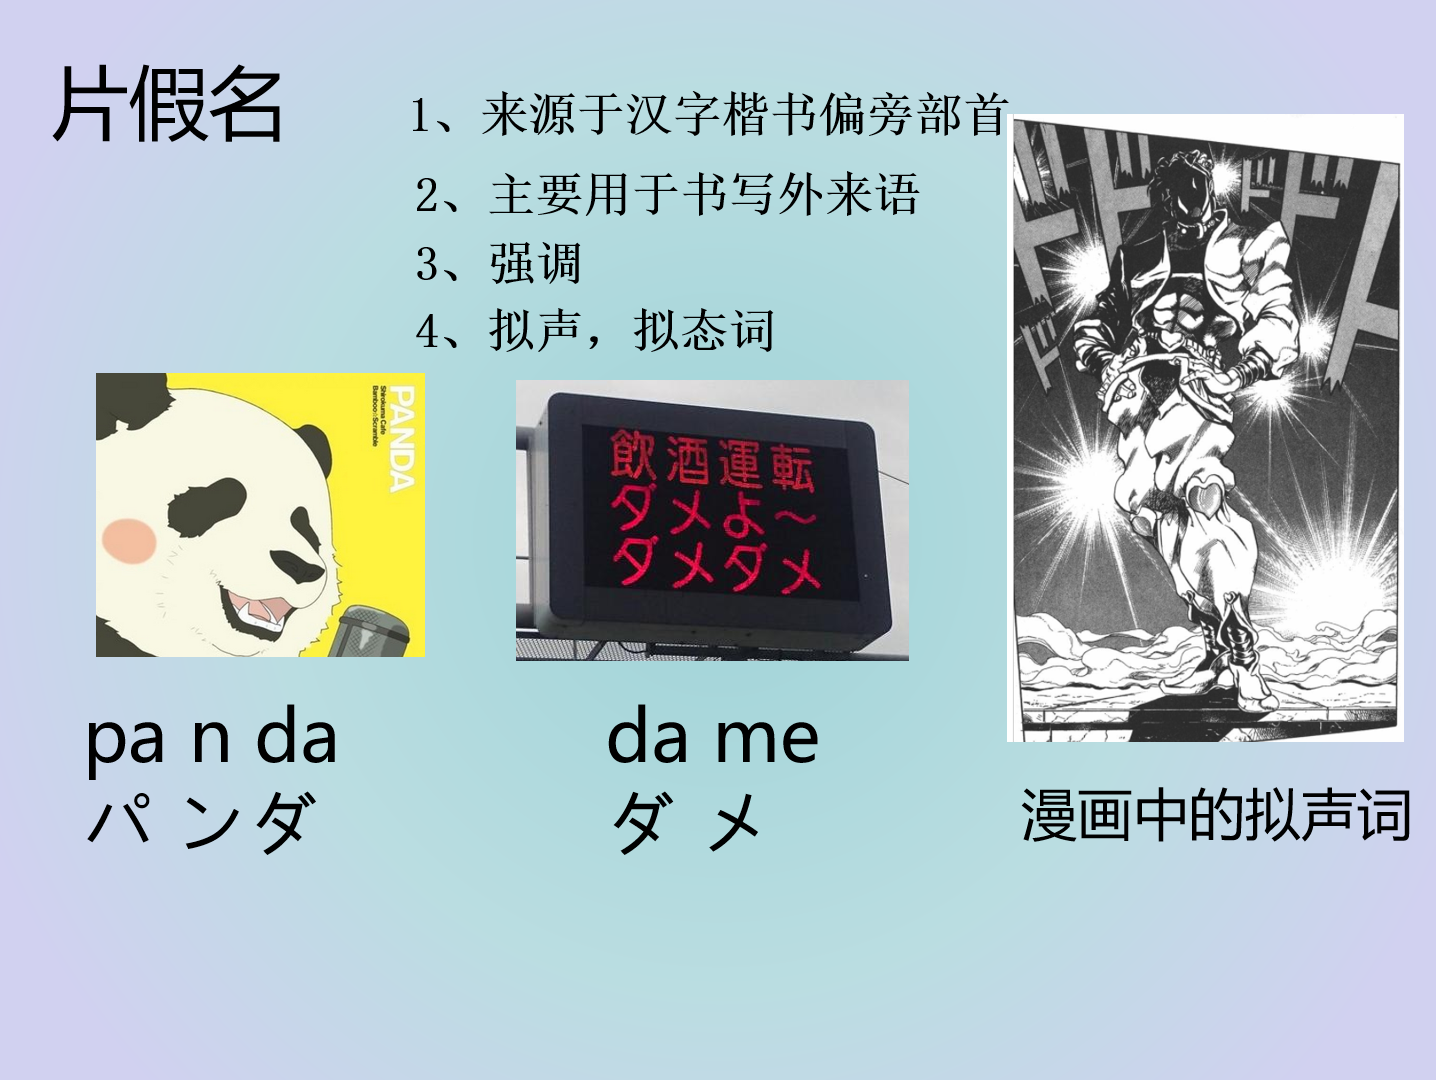 片假名
1、来源于汉字楷书偏旁部首
2、主要用于书写外来语
3、强调
4、拟声，拟态词
PANDA
Shirokuma Cafe
Bamboo☆Scramble
飲酒運転
ダメよ～
ダメダメ
ド ド ド ド ド
ド
pa n da
パ ン ダ
da me
ダ メ
漫画中的拟声词